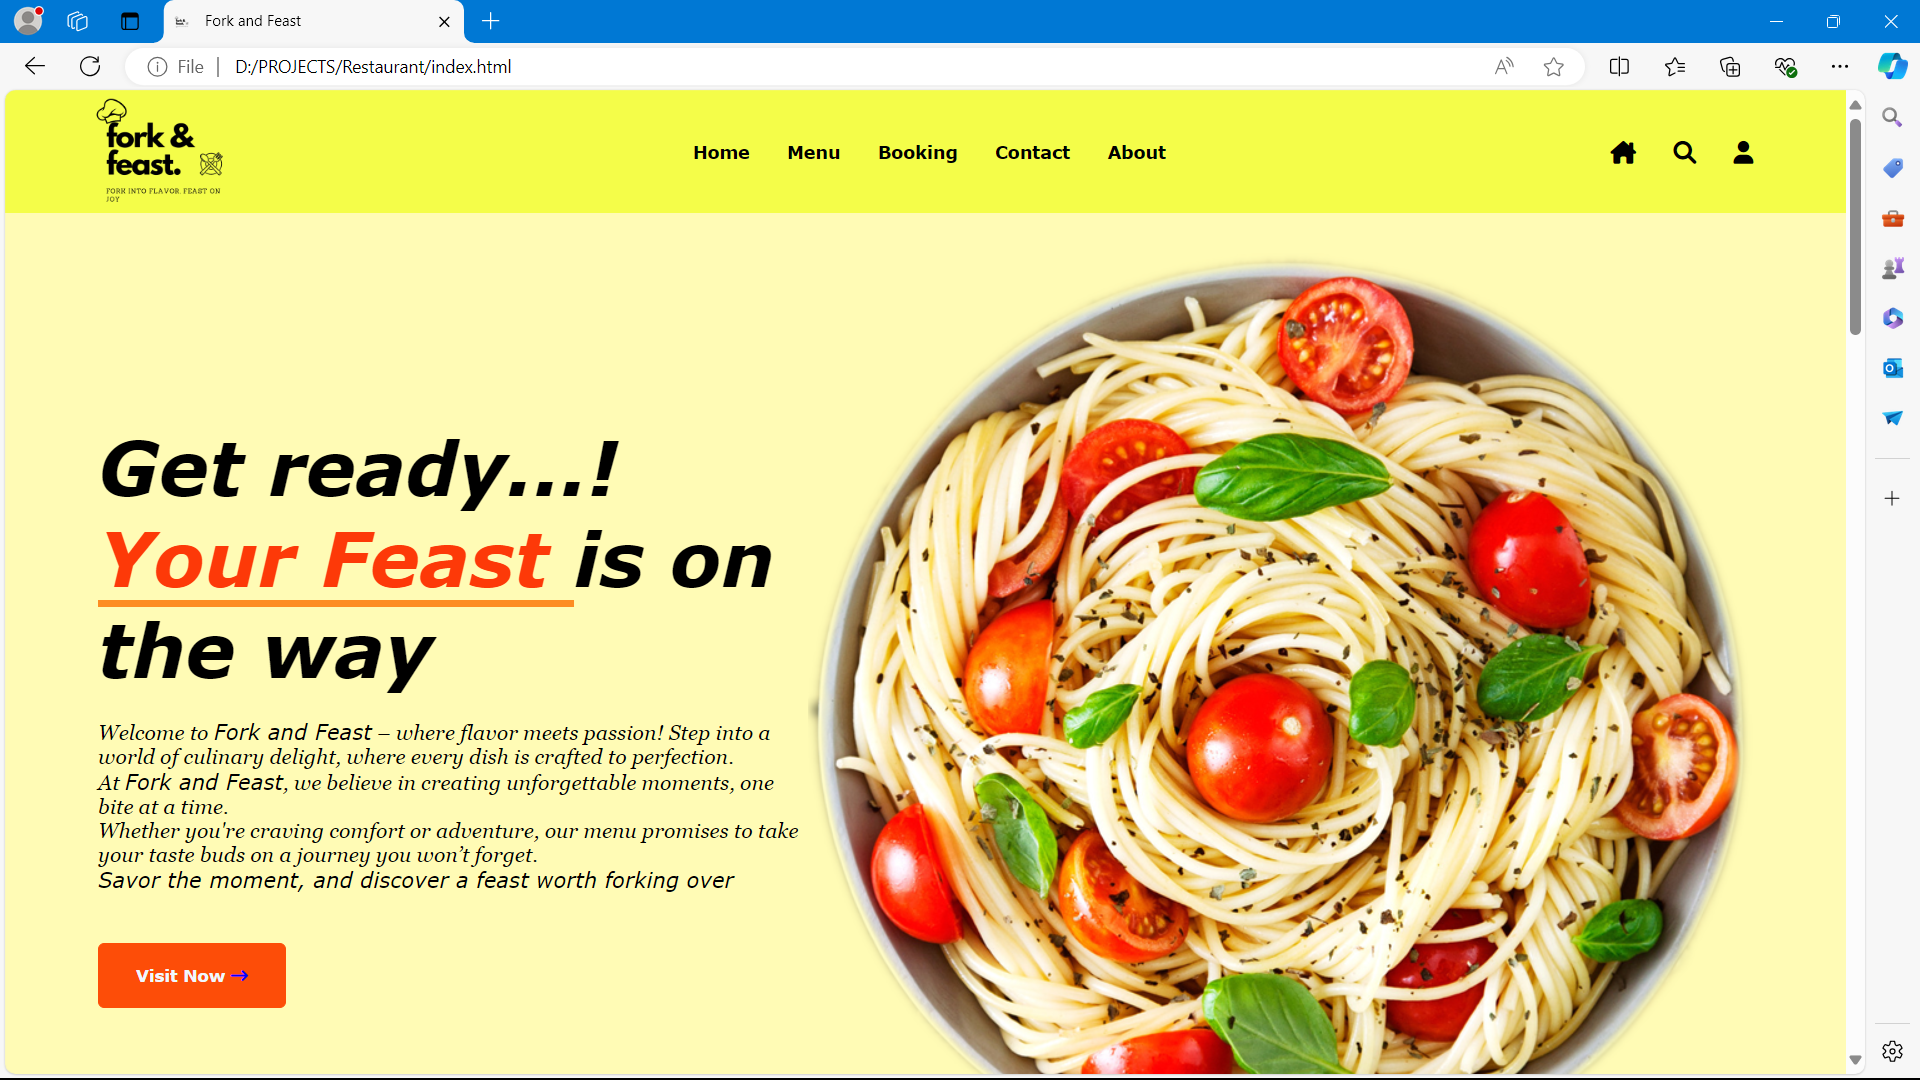 Fork and Feast
File
D:/PROJECTS/Restaurant/index.html
fork &
feast.
FORK INTO FLAVOR. FEAST ON
JOY
Home Menu Booking Contact About
Get ready...!
Your Feast is on
the way
Welcome to Fork and Feast – where flavor meets passion! Step into a
world of culinary delight, where every dish is crafted to perfection.
At Fork and Feast, we believe in creating unforgettable moments, one
bite at a time.
Whether you're craving comfort or adventure, our menu promises to take
your taste buds on a journey you won’t forget.
Savor the moment, and discover a feast worth forking over
Visit Now →